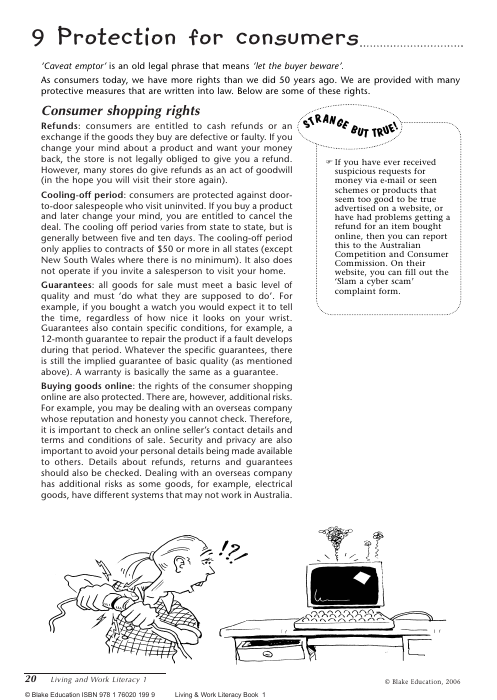 9 Protection for consumers
‘Caveat emptor’ is an old legal phrase that means ‘let the buyer beware’.
As consumers today, we have more rights than we did 50 years ago. We are provided with many
protective measures that are written into law. Below are some of these rights.
Consumer shopping rights
Refunds: consumers are entitled to cash refunds or an
exchange if the goods they buy are defective or faulty. If you
change your mind about a product and want your money
back, the store is not legally obliged to give you a refund.
However, many stores do give refunds as an act of goodwill
(in the hope you will visit their store again).
Cooling-off period: consumers are protected against door-
to-door salespeople who visit uninvited. If you buy a product
and later change your mind, you are entitled to cancel the
deal. The cooling off period varies from state to state, but is
generally between five and ten days. The cooling-off period
only applies to contracts of $50 or more in all states (except
New South Wales where there is no minimum). It also does
not operate if you invite a salesperson to visit your home.
Guarantees: all goods for sale must meet a basic level of
quality and must ‘do what they are supposed to do’. For
example, if you bought a watch you would expect it to tell
the time, regardless of how nice it looks on your wrist.
Guarantees also contain specific conditions, for example, a
12-month guarantee to repair the product if a fault develops
during that period. Whatever the specific guarantees, there
is still the implied guarantee of basic quality (as mentioned
above). A warranty is basically the same as a guarantee.
Buying goods online: the rights of the consumer shopping
online are also protected. There are, however, additional risks.
For example, you may be dealing with an overseas company
whose reputation and honesty you cannot check. Therefore,
it is important to check an online seller’s contact details and
terms and conditions of sale. Security and privacy are also
important to avoid your personal details being made available
to others. Details about refunds, returns and guarantees
should also be checked. Dealing with an overseas company
has additional risks as some goods, for example, electrical
goods, have different systems that may not work in Australia.
STRANGE BUT TRUE!
☞ If you have ever received
suspicious requests for
money via e-mail or seen
schemes or products that
seem too good to be true
advertised on a website, or
have had problems getting a
refund for an item bought
online, then you can report
this to the Australian
Competition and Consumer
Commission. On their
website, you can fill out the
‘Slam a cyber scam’
complaint form.
!?/
20 Living and Work Literacy 1
© Blake Education, 2006
© Blake Education ISBN 978 1 76020 199 9 Living & Work Literacy Book 1